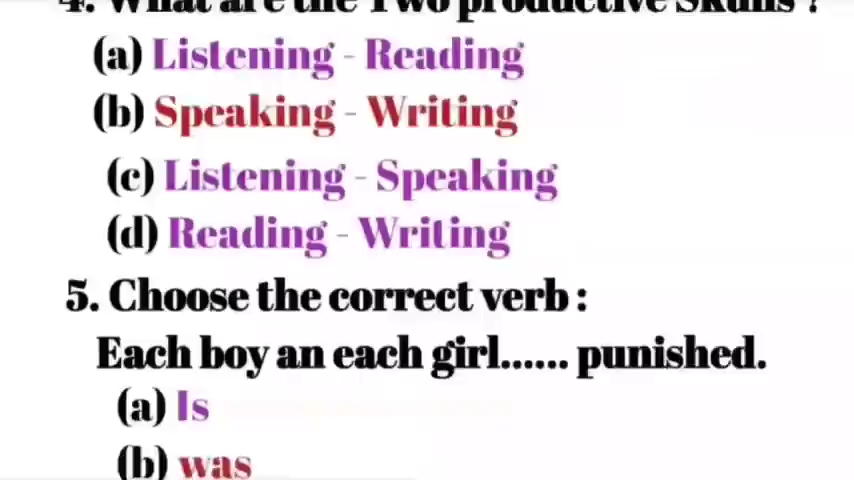 4. What are the Two productive Skills ?
(a) Listening - Reading
(b) Speaking - Writing
(c) Listening - Speaking
(d) Reading - Writing
5. Choose the correct verb :
Each boy an each girl...... punished.
(a) Is
(b) was